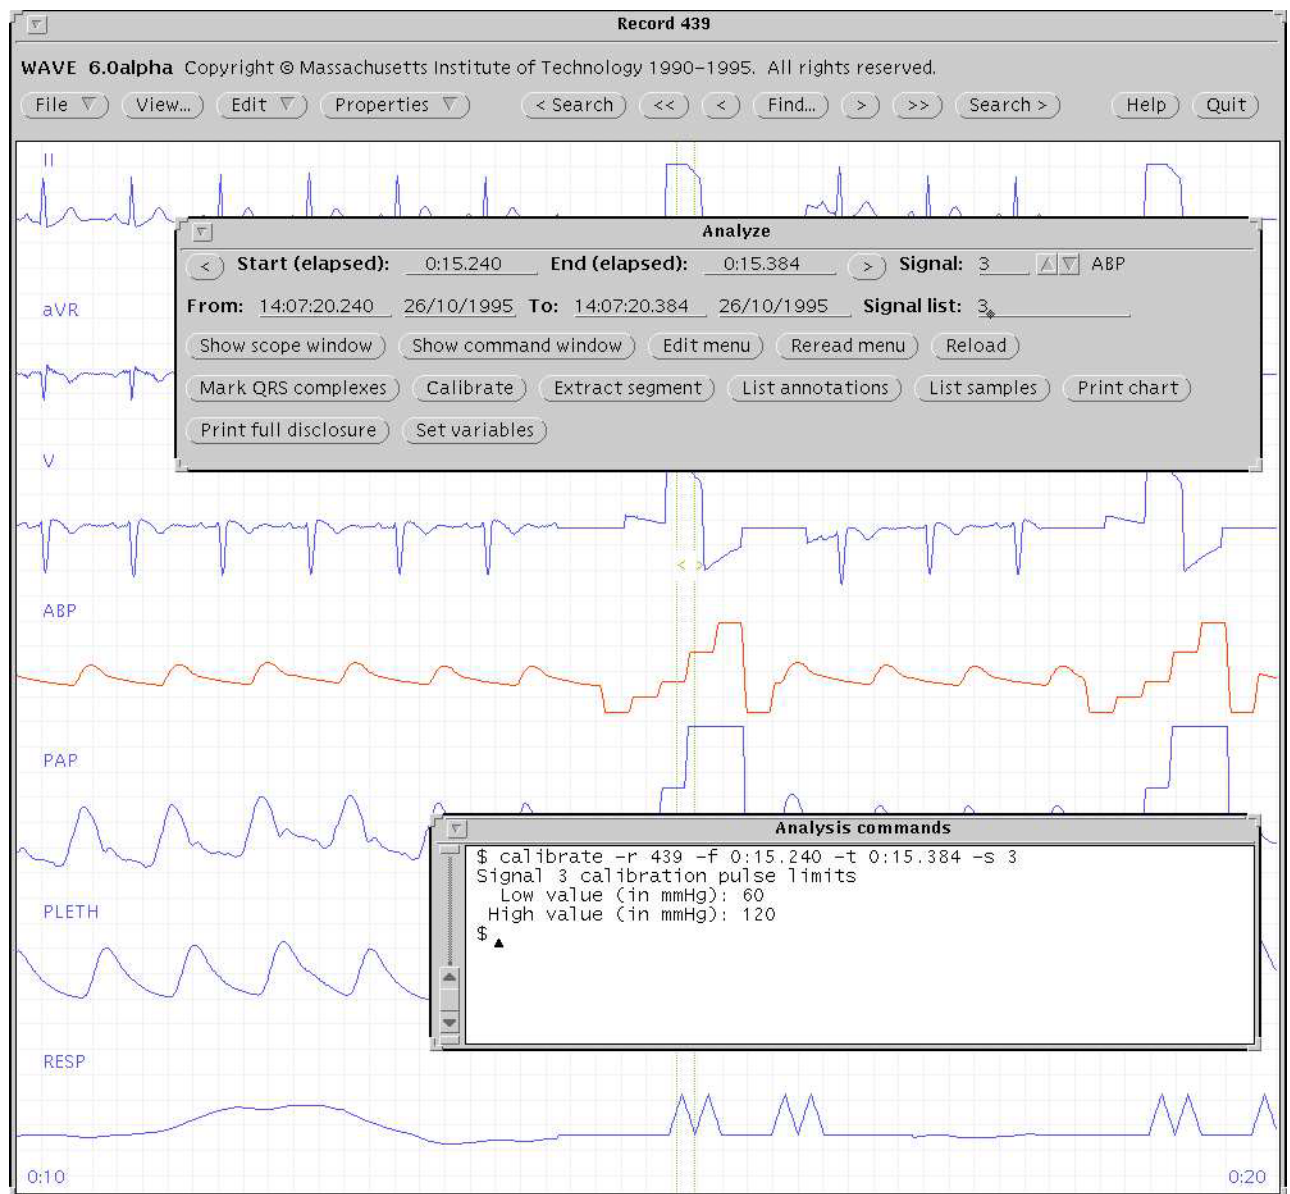 Record 439
WAVE 6.0alpha Copyright © Massachusetts Institute of Technology 1990-1995. All rights reserved.
File View... Edit Properties < Search << < Find... > >> Search > Help Quit
II
Analyze
< Start (elapsed): 0:15.240 End (elapsed): 0:15.384 > Signal: 3 ABP
aVR
From: 14:07:20.240 26/10/1995 To: 14:07:20.384 26/10/1995 Signal list: 3
Show scope window Show command window Edit menu Reread menu Reload
Mark QRS complexes Calibrate Extract segment List annotations List samples Print chart
Print full disclosure Set variables
V
< >
ABP
PAP
Analysis commands
$ calibrate -r 439 -f 0:15.240 -t 0:15.384 -s 3
Signal 3 calibration pulse limits
Low value (in mmHg): 60
High value (in mmHg): 120
$
PLETH
RESP
0:10 0:20